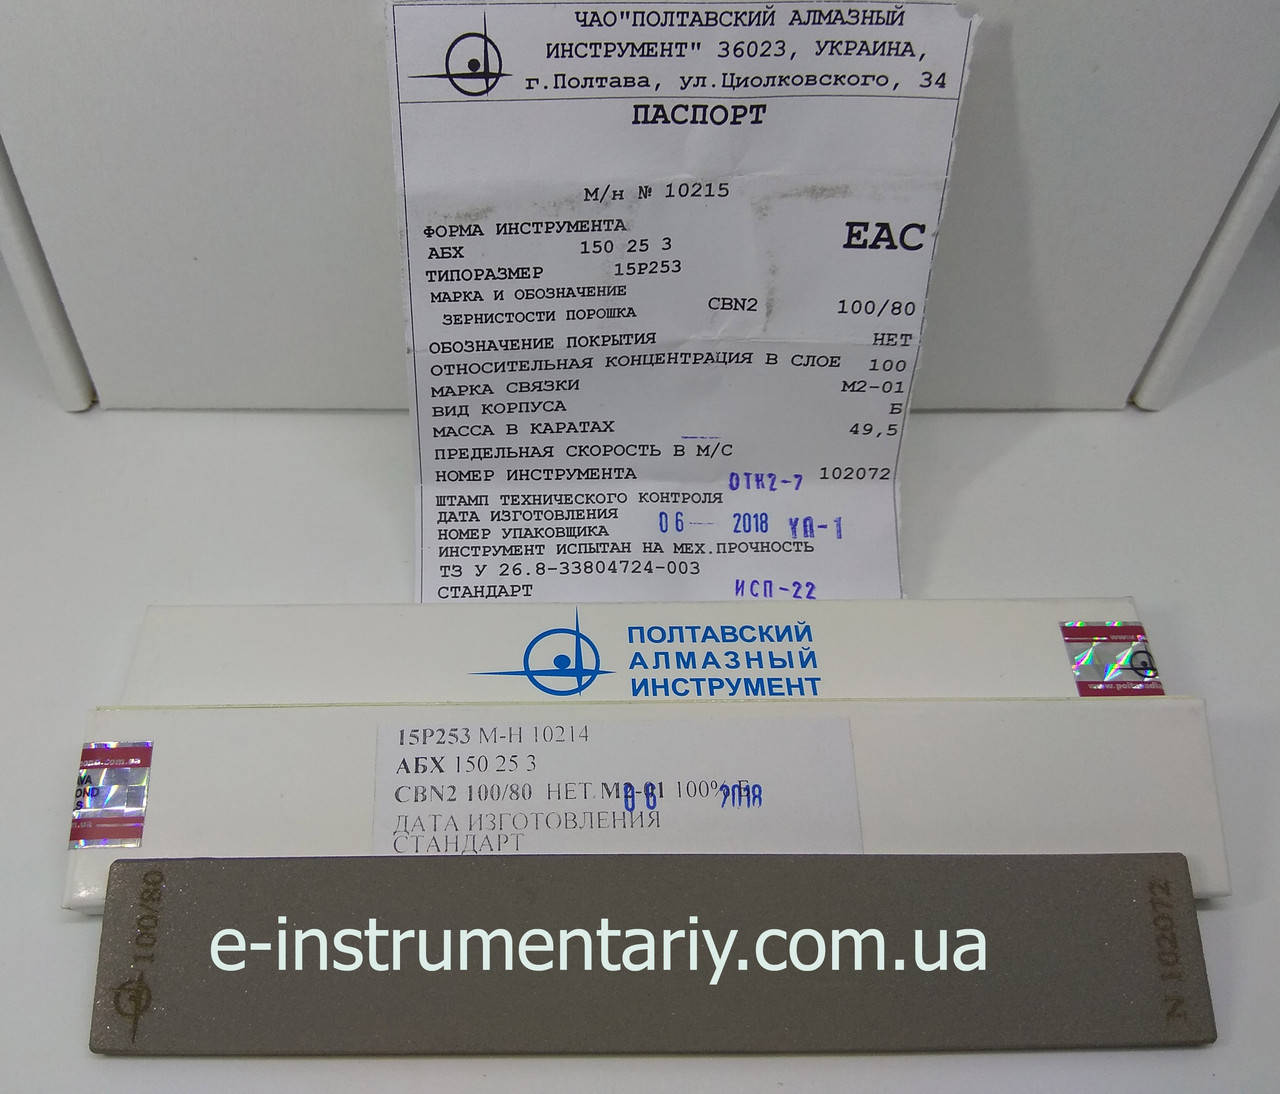 ЧАО"ПОЛТАВСКИЙ АЛМАЗНЫЙ
ИНСТРУМЕНТ" 36023, УКРАИНА,
г.Полтава, ул.Циолковского, 34
ПАСПОРТ
М/н № 10215
ФОРМА ИНСТРУМЕНТА
АБХ 150 25 3
EAC
ТИПОРАЗМЕР 15Р253
МАРКА И ОБОЗНАЧЕНИЕ
ЗЕРНИСТОСТИ ПОРОШКА CBN2 100/80
ОБОЗНАЧЕНИЕ ПОКРЫТИЯ НЕТ
ОТНОСИТЕЛЬНАЯ КОНЦЕНТРАЦИЯ В СЛОЕ 100
МАРКА СВЯЗКИ М2-01
ВИД КОРПУСА Б
МАССА В КАРАТАХ 49,5
ПРЕДЕЛЬНАЯ СКОРОСТЬ В М/С
НОМЕР ИНСТРУМЕНТА 102072
ШТАМП ТЕХНИЧЕСКОГО КОНТРОЛЯ ОТК2-7
ДАТА ИЗГОТОВЛЕНИЯ 06 2018
НОМЕР УПАКОВЩИКА УП-1
ИНСТРУМЕНТ ИСПЫТАН НА МЕХ.ПРОЧНОСТЬ
ТЗ У 26.8-33804724-003
СТАНДАРТ ИСП-22
ПОЛТАВСКИЙ
АЛМАЗНЫЙ
ИНСТРУМЕНТ
15Р253 М-Н 10214
АБХ 150 25 3
CBN2 100/80 НЕТ М2-01 100% Б
06 2018
ДАТА ИЗГОТОВЛЕНИЯ
СТАНДАРТ
100/80
N 102072
e-instrumentariy.com.ua